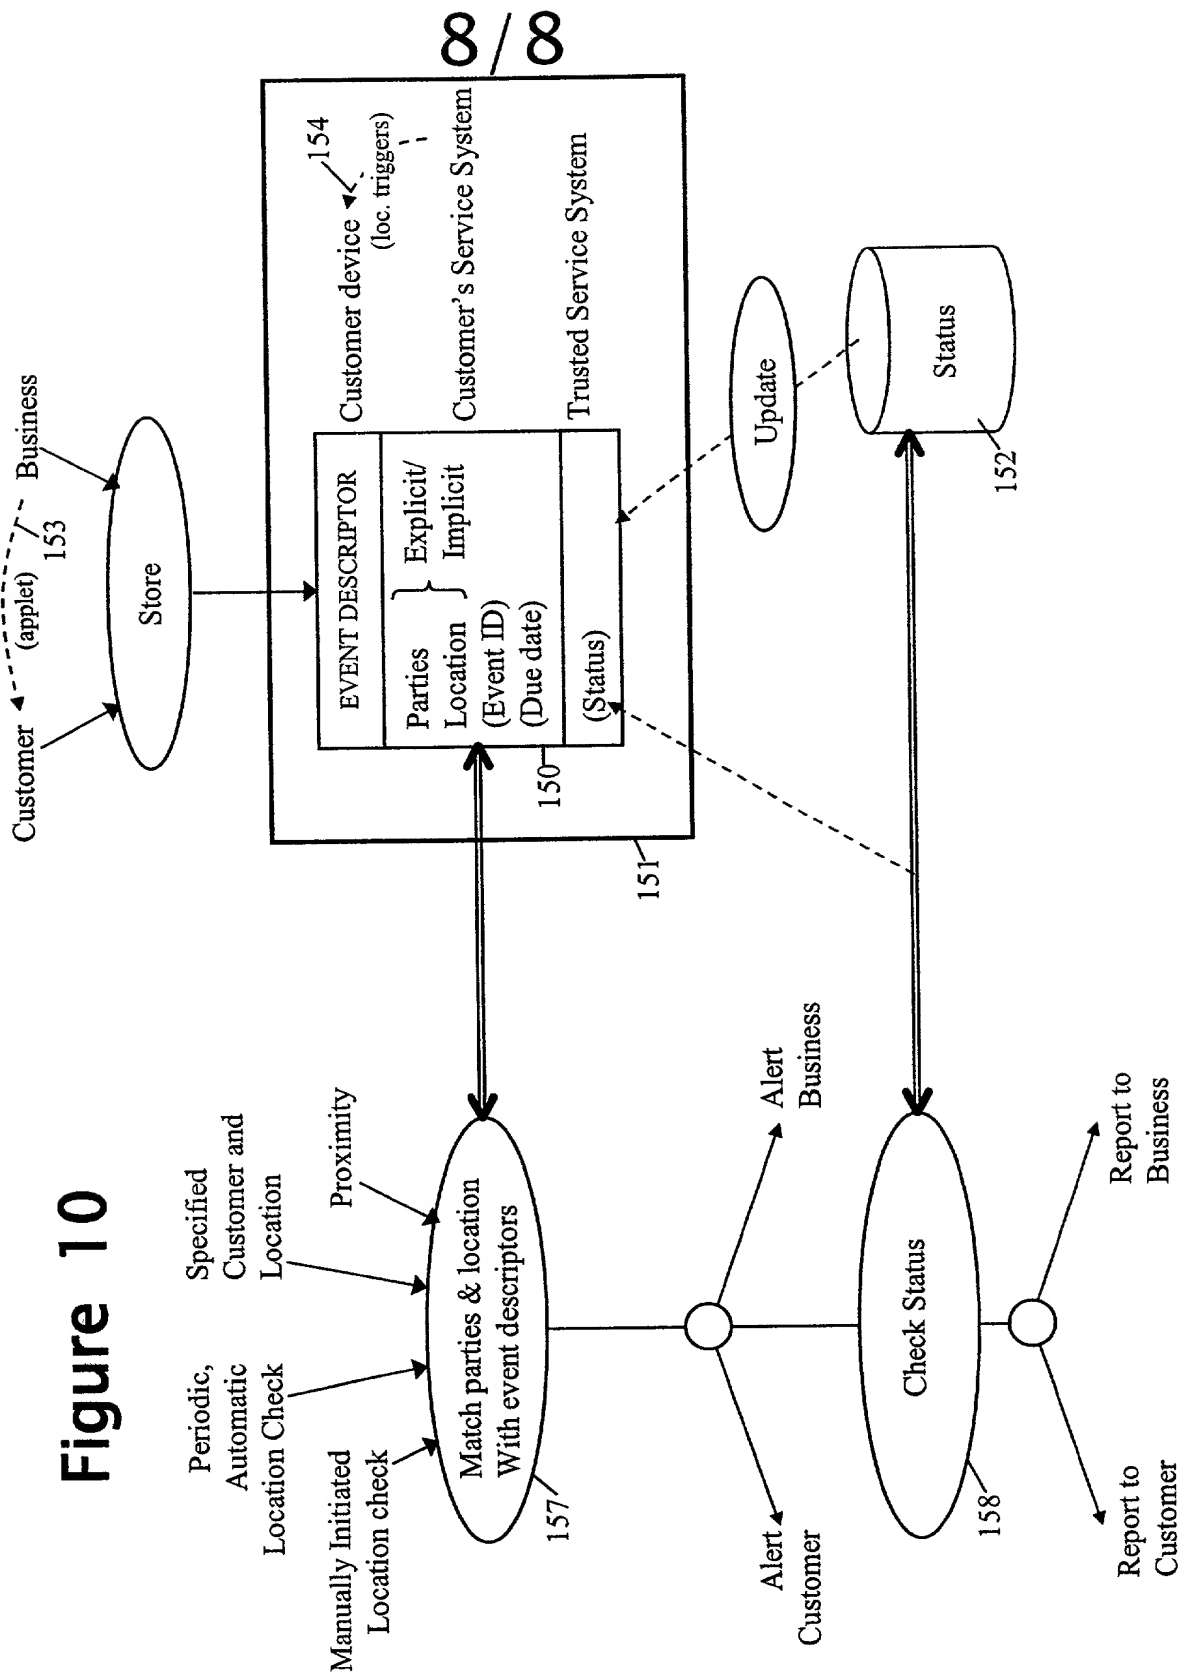 8/8
Figure 10
Customer
(applet)
153
Business
Store
Manually Initiated
Location check
Periodic,
Automatic
Location Check
Specified
Customer and
Location
Proximity
Match parties & location
With event descriptors
157
EVENT DESCRIPTOR
Parties
Location
Explicit/
Implicit
(Event ID)
(Due date)
(Status)
150
151
Customer device
154
(loc. triggers)
Customer's Service System
Trusted Service System
Update
Status
152
Alert
Customer
Alert
Business
Check Status
158
Report to
Customer
Report to
Business